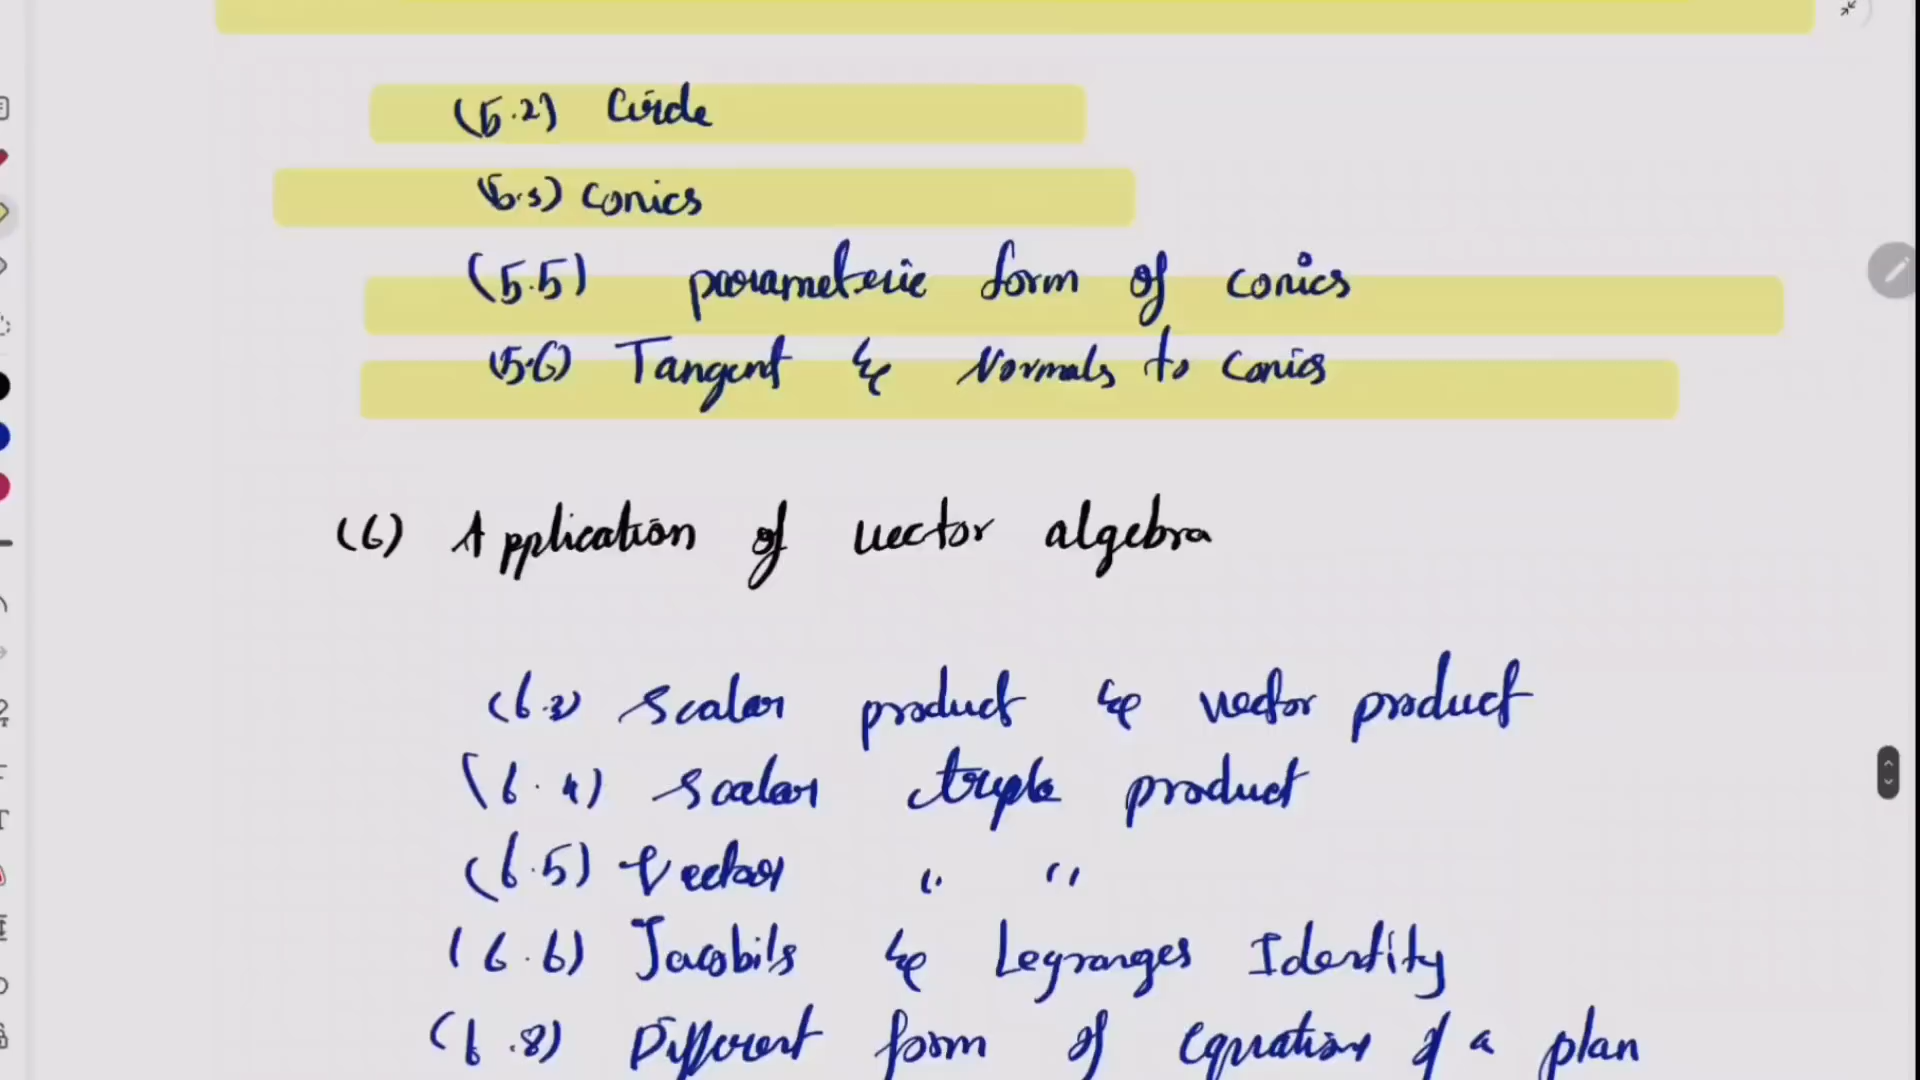 (5.2) Circle
(5.3) Conics
(5.5) parameteric form of conics
(5.6) Tangent & Normals to conics
(6) Application of vector algebra
(6.3) Scalar product & vector product
(6.4) Scalar triple product
(6.5) Vector " "
(6.6) Jacobi's & Legranges Identity
(6.8) Different form of equation of a plan